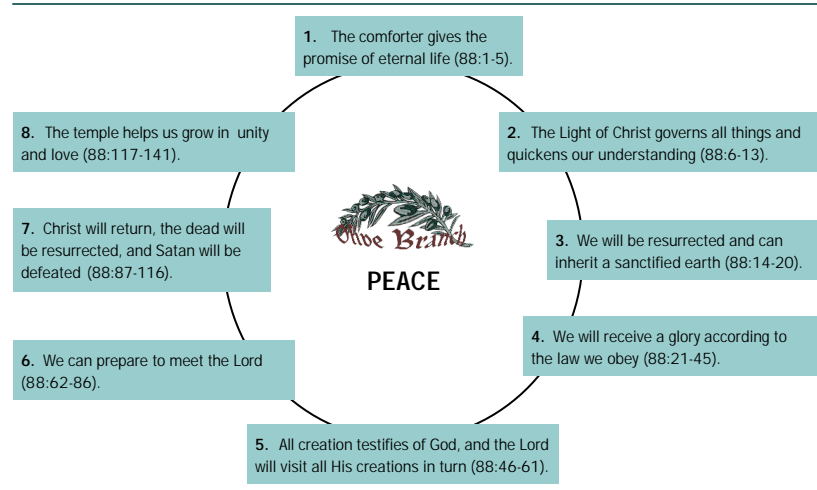 1. The comforter gives the
promise of eternal life (88:1-5).
2. The Light of Christ governs all things and
quickens our understanding (88:6-13).
3. We will be resurrected and can
inherit a sanctified earth (88:14-20).
4. We will receive a glory according to
the law we obey (88:21-45).
5. All creation testifies of God, and the Lord
will visit all His creations in turn (88:46-61).
6. We can prepare to meet the Lord
(88:62-86).
7. Christ will return, the dead will
be resurrected, and Satan will be
defeated (88:87-116).
8. The temple helps us grow in unity
and love (88:117-141).
Olive Branch
PEACE